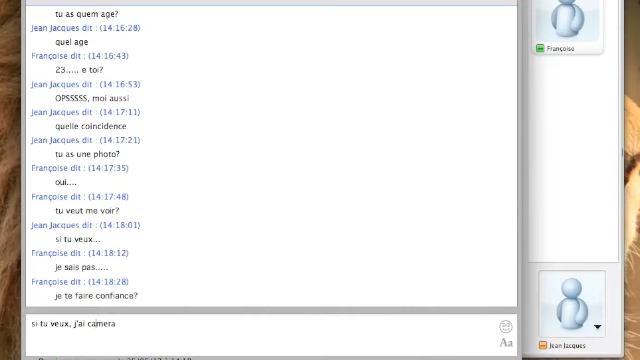 tu as quem age?
Jean Jacques dit : (14:16:28)
quel age
Françoise dit : (14:16:43)
23..... e toi?
Jean Jacques dit : (14:16:53)
OPSSSSS, moi aussi
Jean Jacques dit : (14:17:11)
quelle coincidence
Jean Jacques dit : (14:17:21)
tu as une photo?
Françoise dit : (14:17:35)
oui....
Françoise dit : (14:17:48)
tu veut me voir?
Jean Jacques dit : (14:18:01)
si tu veux...
Françoise dit : (14:18:12)
je sais pas.....
Françoise dit : (14:18:28)
je te faire confiance?
si tu veux, j'ai camera
Aa
Françoise
Jean Jacques